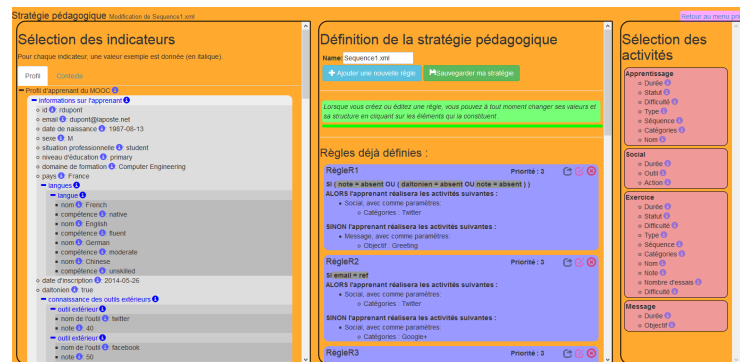 Stratégie pédagogique Modification de Sequence1.xml
Retour au menu pri
Sélection des indicateurs
Pour chaque indicateur, une valeur exemple est donnée (en italique).
Profil Contexte
Profil d'apprenant du MOOC
informations sur l'apprenant
id : rdupont
email : dupont@laposte.net
date de naissance : 1987-08-13
sexe : M
situation professionnelle : student
niveau d'éducation : primary
domaine de formation : Computer Engineering
pays : France
langues
langue
nom : French
compétence : native
nom : English
compétence : fluent
nom : German
compétence : moderate
nom : Chinese
compétence : unskilled
date d'inscription : 2014-05-26
daltonien : true
connaissance des outils extérieurs
outil extérieur
nom de l'outil : twitter
note : 40
outil extérieur
nom de l'outil : facebook
note : 50
Définition de la stratégie pédagogique
Name: Sequence1.xml
Ajouter une nouvelle règle Sauvegarder ma stratégie
Lorsque vous créez ou éditez une règle, vous pouvez à tout moment changer ses valeurs et
sa structure en cliquant sur les éléments qui la constituent .
Règles déjà définies :
RègleR1 Priorité : 3
SI ( note = absent OU ( daltonien = absent OU note = absent ) )
ALORS l'apprenant réalisera les activités suivantes :
Social, avec comme paramètres:
Catégories : Twitter
SINON l'apprenant réalisera les activités suivantes :
Message, avec comme paramètres:
Objectif : Greeting
RègleR2 Priorité : 3
SI email = ref
ALORS l'apprenant réalisera les activités suivantes :
Social, avec comme paramètres:
Catégories : Twitter
SINON l'apprenant réalisera les activités suivantes :
Social, avec comme paramètres:
Catégories : Google+
RègleR3 Priorité : 3
Sélection des
activités
Apprentissage
Durée
Statut
Difficulté
Type
Séquence
Catégories
Nom
Social
Durée
Outil
Action
Exercice
Durée
Statut
Difficulté
Type
Séquence
Catégories
Nom
Note
Nombre d'essais
Difficulté
Message
Durée
Objectif